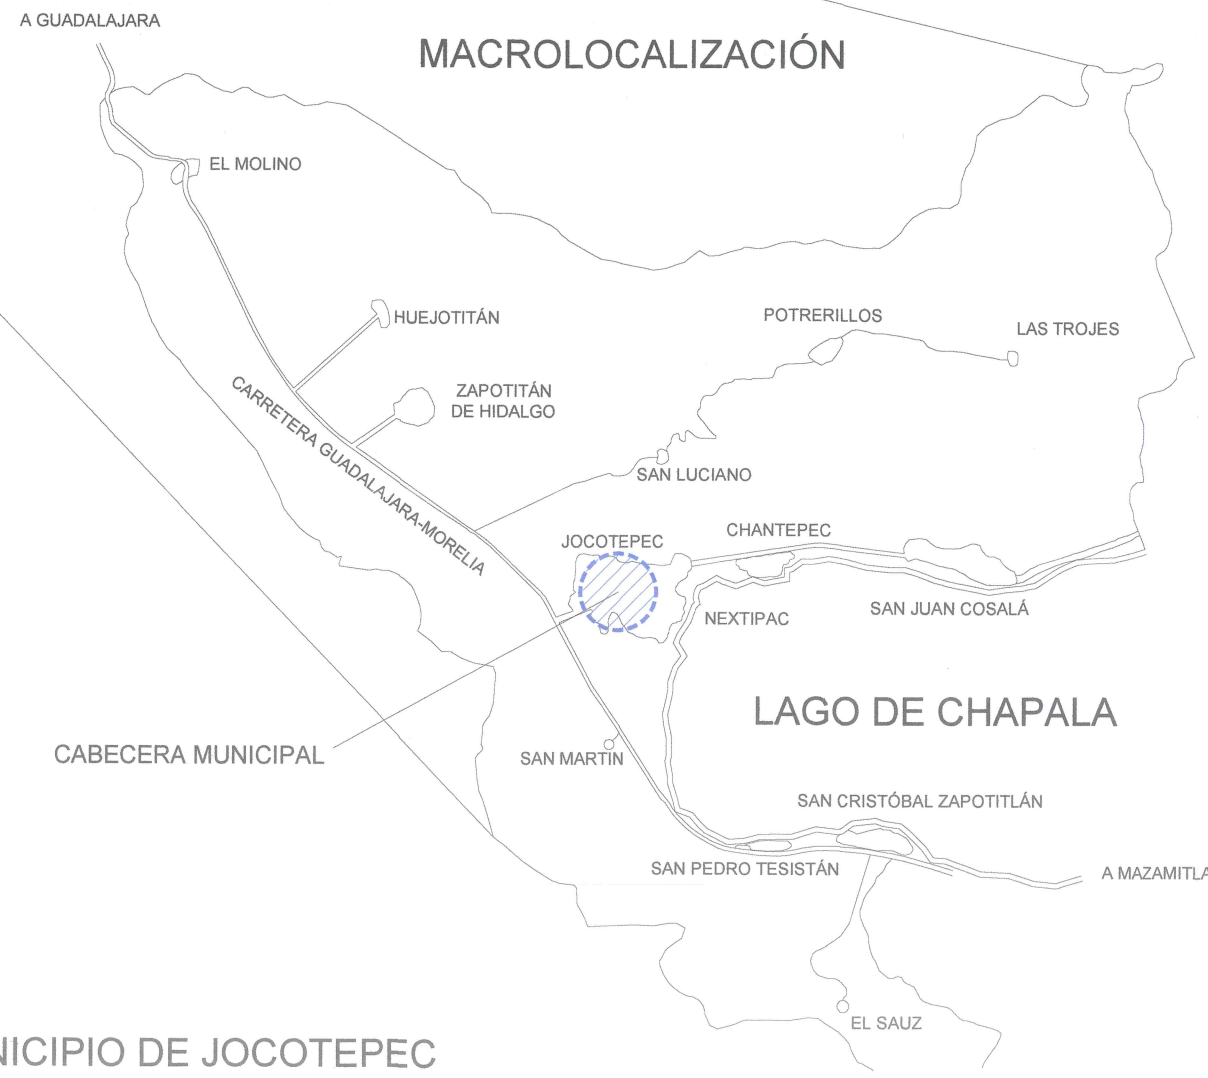 A GUADALAJARA
MACROLOCALIZACIÓN
EL MOLINO
HUEJOTITÁN
POTRERILLOS
LAS TROJES
ZAPOTITÁN
DE HIDALGO
CARRETERA GUADALAJARA-MORELIA
SAN LUCIANO
CHANTEPEC
JOCOTEPEC
SAN JUAN COSALÁ
NEXTIPAC
LAGO DE CHAPALA
CABECERA MUNICIPAL
SAN MARTÍN
SAN CRISTÓBAL ZAPOTITLÁN
SAN PEDRO TESISTÁN
A MAZAMITLA
EL SAUZ
NICIPIO DE JOCOTEPEC